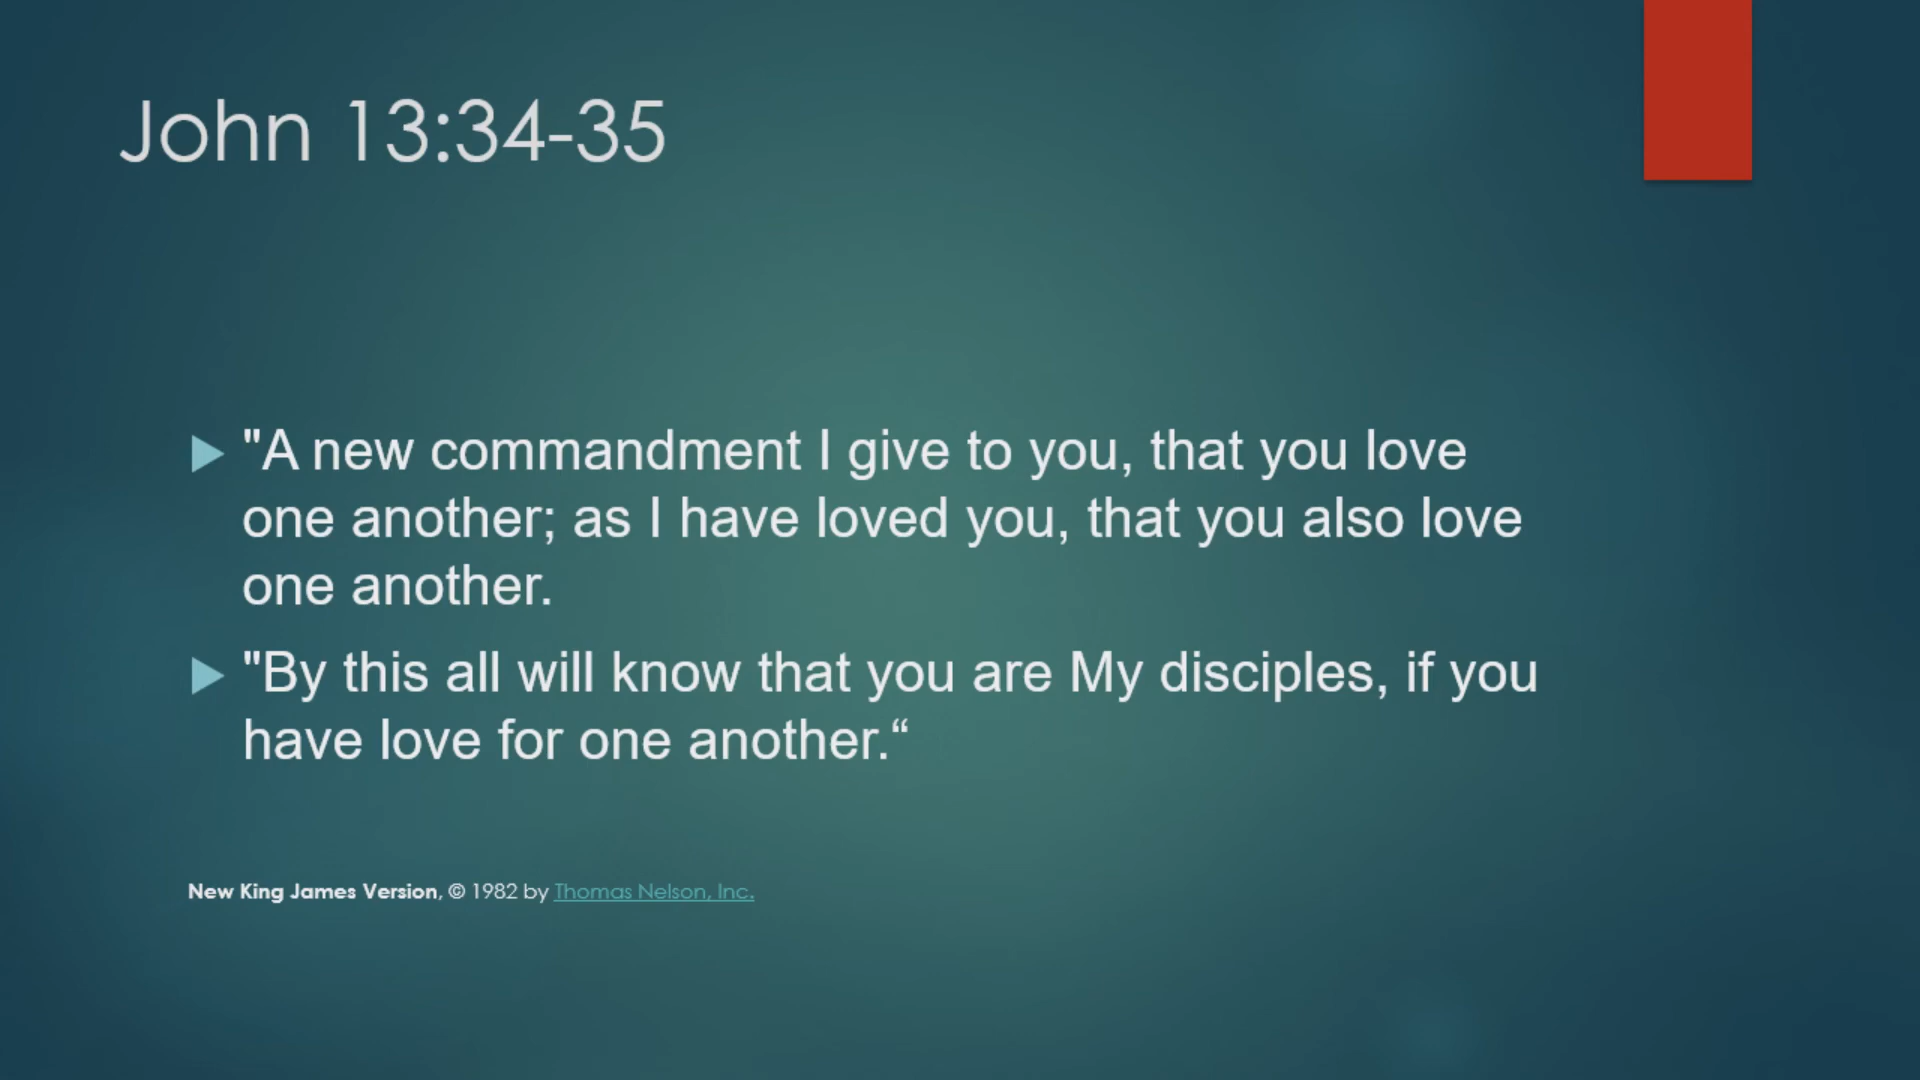 John 13:34-35
"A new commandment I give to you, that you love
one another; as I have loved you, that you also love
one another.
"By this all will know that you are My disciples, if you
have love for one another.“
New King James Version, © 1982 by Thomas Nelson, Inc.